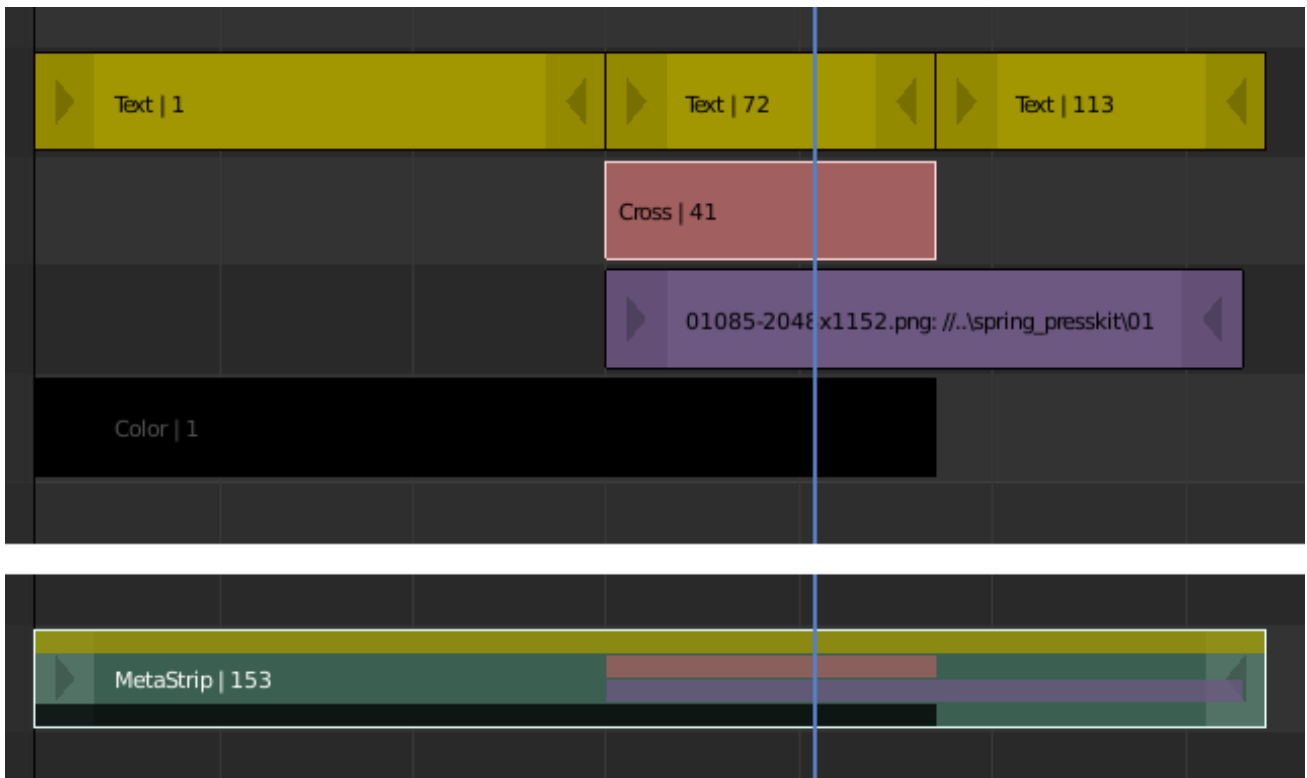 Text | 1
Text | 72
Text | 113
Cross | 41
01085-2048x1152.png: //..\spring_presskit\01
Color | 1
MetaStrip | 153